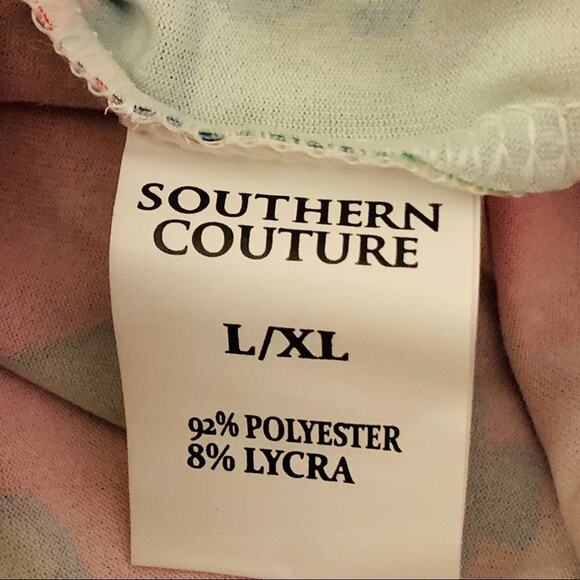 SOUTHERN
COUTURE
L/XL
92% POLYESTER
8% LYCRA